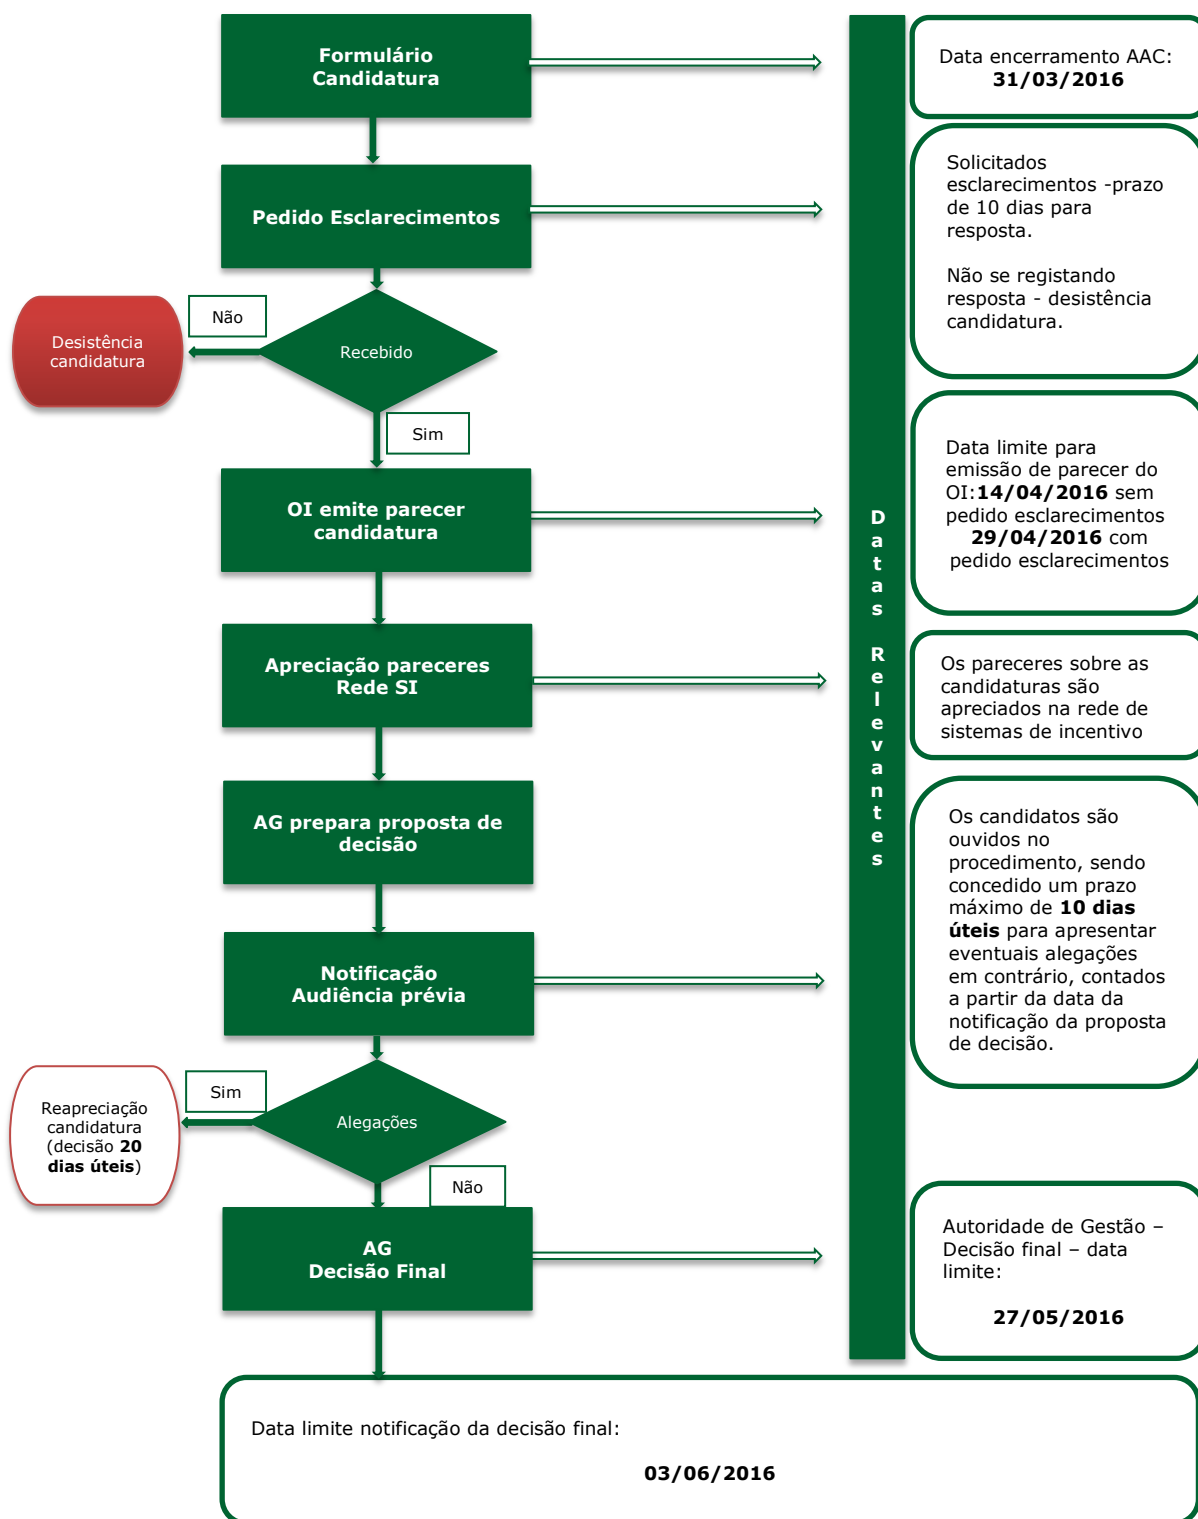 Formulário
Candidatura
Data encerramento AAC:
31/03/2016
Pedido Esclarecimentos
Solicitados
esclarecimentos -prazo
de 10 dias para
resposta.
Não se registando
resposta - desistência
candidatura.
Não
Desistência
candidatura
Recebido
Sim
OI emite parecer
candidatura
Data limite para
emissão de parecer do
OI:14/04/2016 sem
pedido esclarecimentos
29/04/2016 com
pedido esclarecimentos
Datas Relevantes
Apreciação pareceres
Rede SI
Os pareceres sobre as
candidaturas são
apreciados na rede de
sistemas de incentivo
AG prepara proposta de
decisão
Os candidatos são
ouvidos no
procedimento, sendo
concedido um prazo
máximo de 10 dias
úteis para apresentar
eventuais alegações
em contrário, contados
a partir da data da
notificação da proposta
de decisão.
Notificação
Audiência prévia
Sim
Reapreciação
candidatura
(decisão 20
dias úteis)
Alegações
Não
AG
Decisão Final
Autoridade de Gestão –
Decisão final – data
limite:
27/05/2016
Data limite notificação da decisão final:
03/06/2016